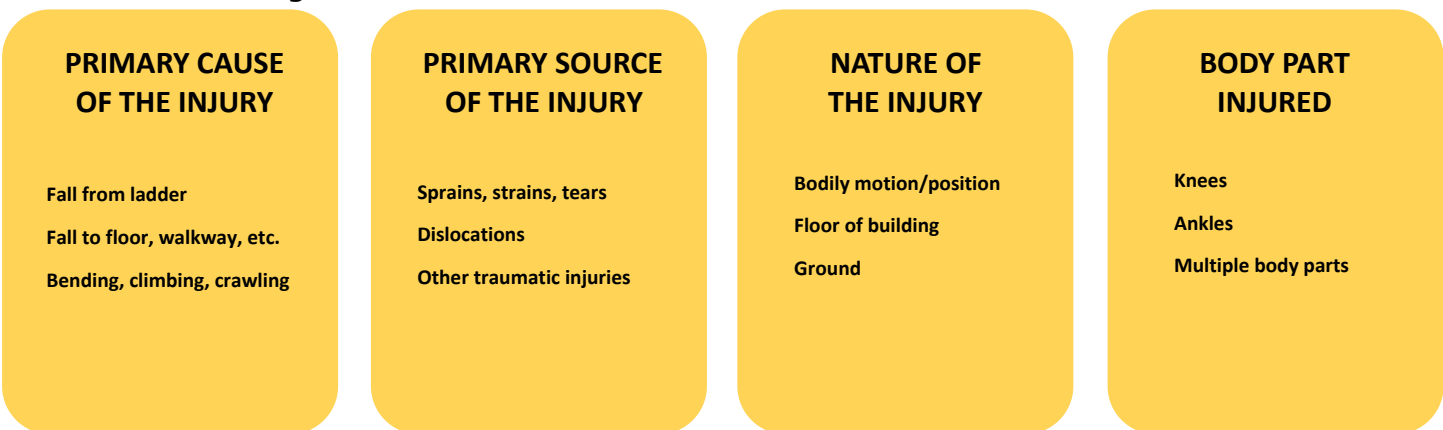 PRIMARY CAUSE
OF THE INJURY
Fall from ladder
Fall to floor, walkway, etc.
Bending, climbing, crawling
PRIMARY SOURCE
OF THE INJURY
Sprains, strains, tears
Dislocations
Other traumatic injuries
NATURE OF
THE INJURY
Bodily motion/position
Floor of building
Ground
BODY PART
INJURED
Knees
Ankles
Multiple body parts